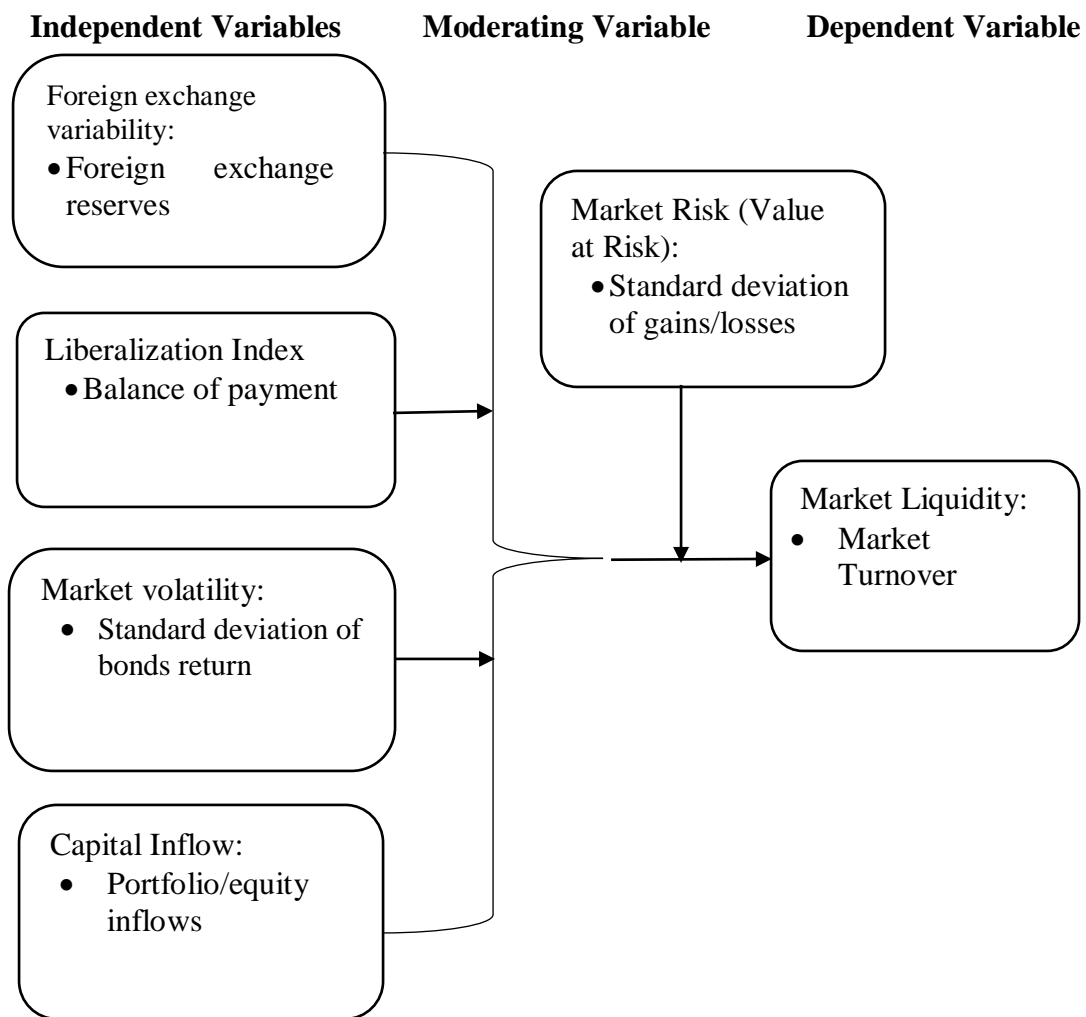 Independent Variables Moderating Variable Dependent Variable
Foreign exchange
variability:
• Foreign exchange
reserves
Market Risk (Value
at Risk):
• Standard deviation
of gains/losses
Liberalization Index
• Balance of payment
Market Liquidity:
• Market
Turnover
Market volatility:
• Standard deviation of
bonds return
Capital Inflow:
• Portfolio/equity
inflows